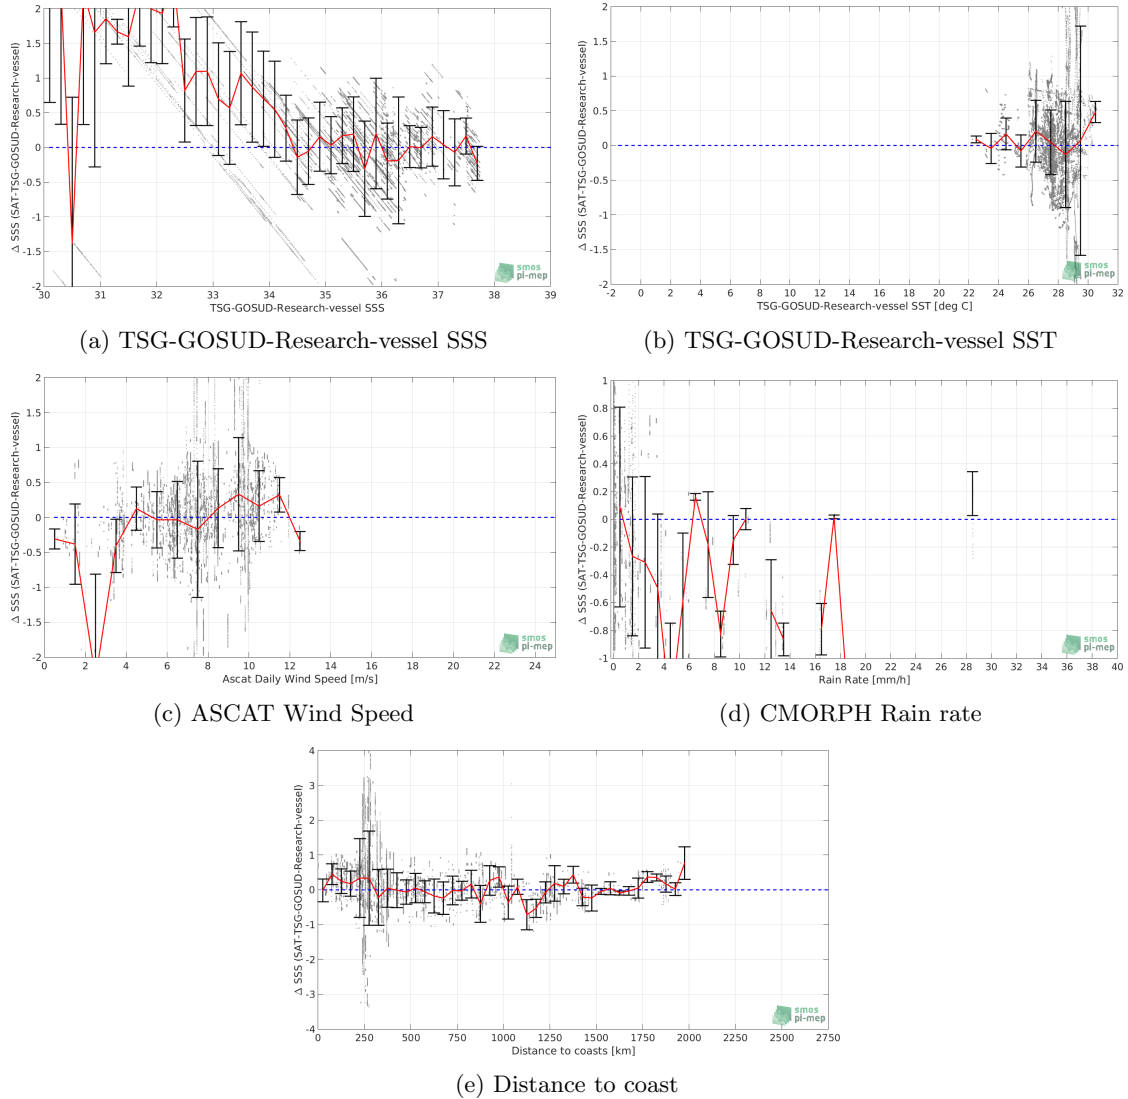 2
1.5
1
0.5
0
-0.5
-1
-1.5
-2
Δ SSS (SAT-TSG-GOSUD-Research-vessel)
30 31 32 33 34 35 36 37 38 39
TSG-GOSUD-Research-vessel SSS
smos
pi-mep
(a) TSG-GOSUD-Research-vessel SSS
2
1.5
1
0.5
0
-0.5
-1
-1.5
-2
Δ SSS (SAT-TSG-GOSUD-Research-vessel)
-2 0 2 4 6 8 10 12 14 16 18 20 22 24 26 28 30 32
TSG-GOSUD-Research-vessel SST [deg C]
smos
pi-mep
(b) TSG-GOSUD-Research-vessel SST
2
1.5
1
0.5
0
-0.5
-1
-1.5
-2
Δ SSS (SAT-TSG-GOSUD-Research-vessel)
0 2 4 6 8 10 12 14 16 18 20 22 24
Ascat Daily Wind Speed [m/s]
smos
pi-mep
(c) ASCAT Wind Speed
1
0.8
0.6
0.4
0.2
0
-0.2
-0.4
-0.6
-0.8
-1
Δ SSS (SAT-TSG-GOSUD-Research-vessel)
0 2 4 6 8 10 12 14 16 18 20 22 24 26 28 30 32 34 36 38 40
Rain Rate [mm/h]
smos
pi-mep
(d) CMORPH Rain rate
4
3
2
1
0
-1
-2
-3
-4
Δ SSS (SAT-TSG-GOSUD-Research-vessel)
0 250 500 750 1000 1250 1500 1750 2000 2250 2500 2750
Distance to coasts [km]
smos
pi-mep
(e) Distance to coast